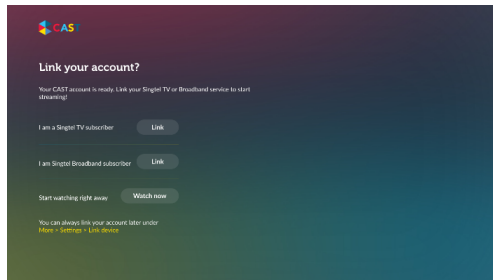 CAST
Link your account?
Your CAST account is ready. Link your Singtel TV or Broadband service to start
streaming!
I am a Singtel TV subscriber
Link
I am Singtel Broadband subscriber
Link
Start watching right away
Watch now
You can always link your account later under
More > Settings > Link device